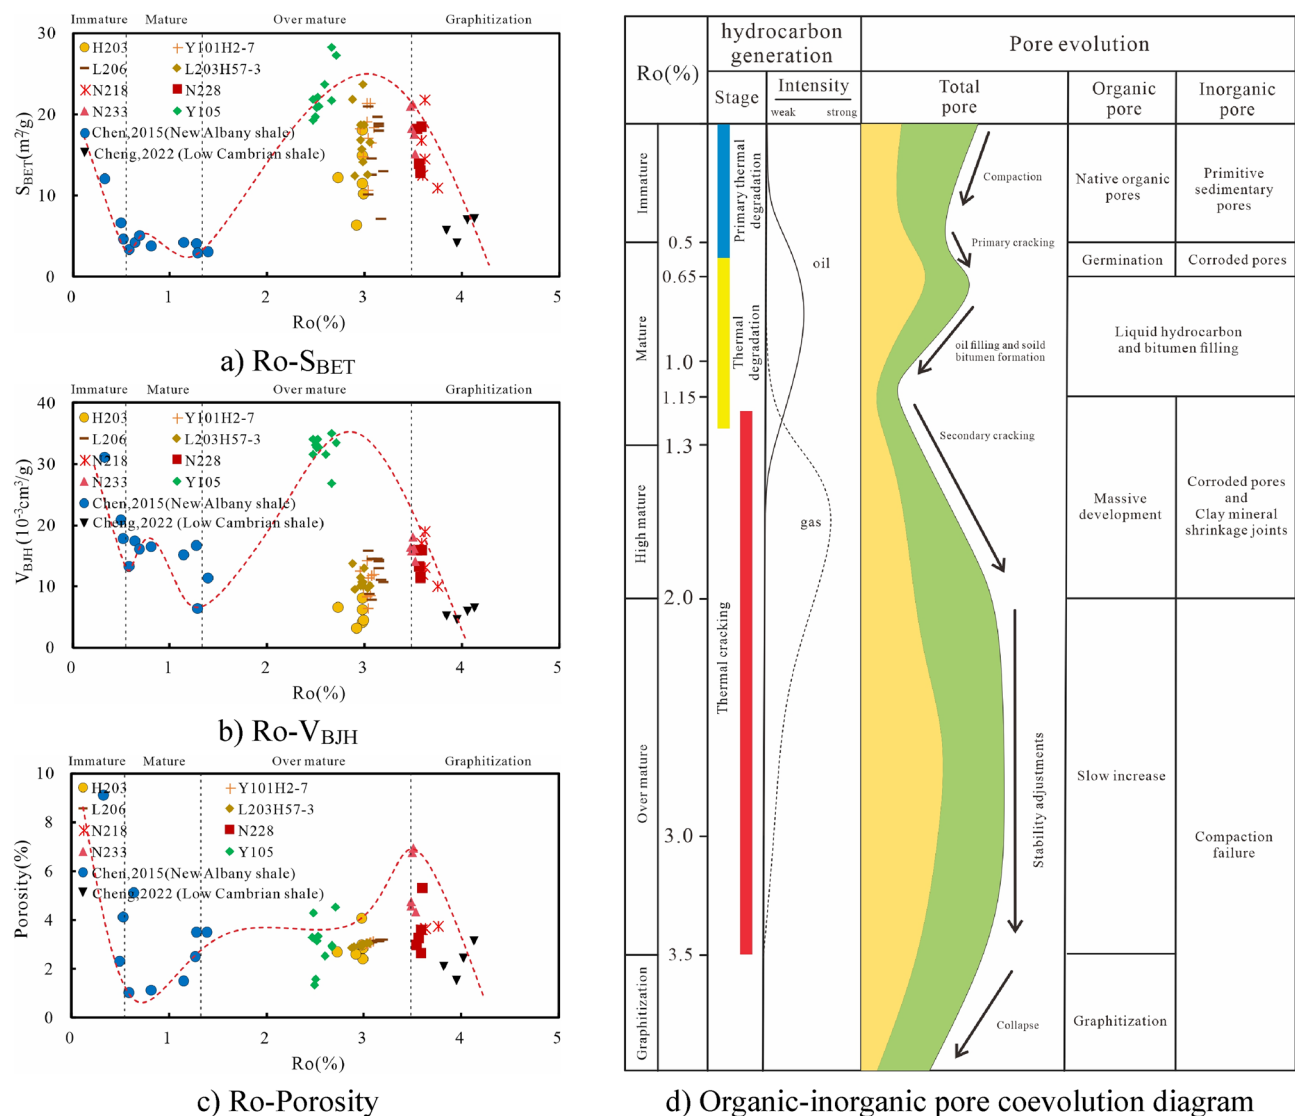 Immature Mature Over mature Graphitization
30
20
10
0
S_BET(m²/g)
H203 Y101H2-7
L206 L203H57-3
N218 N228
N233 Y105
Chen,2015(New Albany shale)
Cheng,2022 (Low Cambrian shale)
0 1 2 3 4 5
Ro(%)
a) Ro-S_BET
Immature Mature Over mature Graphitization
40
30
20
10
0
V_BJH(10⁻³cm³/g)
H203 Y101H2-7
L206 L203H57-3
N218 N228
N233 Y105
Chen,2015(New Albany shale)
Cheng,2022 (Low Cambrian shale)
0 1 2 3 4 5
Ro(%)
b) Ro-V_BJH
Immature Mature Over mature Graphitization
10
8
6
4
2
0
Porosity(%)
H203 Y101H2-7
L206 L203H57-3
N218 N228
N233 Y105
Chen,2015(New Albany shale)
Cheng,2022 (Low Cambrian shale)
0 1 2 3 4 5
Ro(%)
c) Ro-Porosity
Ro(%)
hydrocarbon
generation
Pore evolution
Stage
Intensity
weak strong
Total
pore
Organic
pore
Inorganic
pore
Immature
Mature
High mature
Over mature
Graphitization
0.5
0.65
1.0
1.15
1.3
2.0
3.0
3.5
Primary thermal
degradation
Thermal
degradation
Thermal cracking
oil
gas
Compaction
Primary cracking
oil filling and soild
bitumen formation
Secondary cracking
Stability adjustments
Collapse
Native organic
pores
Primitive
sedimentary
pores
Germination
Corroded pores
Liquid hydrocarbon
and bitumen filling
Massive
development
Corroded pores
and
Clay mineral
shrinkage joints
Slow increase
Compaction
failure
Graphitization
d) Organic-inorganic pore coevolution diagram